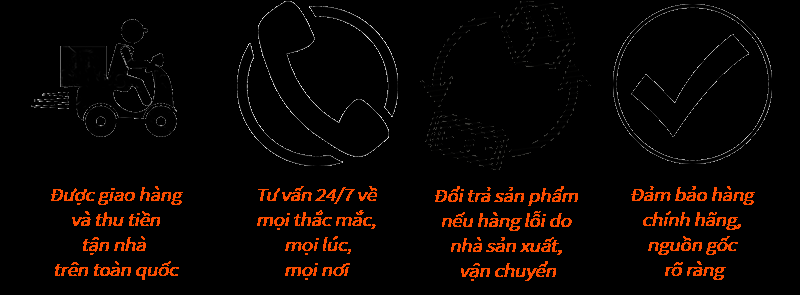 Được giao hàng
và thu tiền
tận nhà
trên toàn quốc
Tư vấn 24/7 về
mọi thắc mắc,
mọi lúc,
mọi nơi
Đổi trả sản phẩm
nếu hàng lỗi do
nhà sản xuất,
vận chuyển
Đảm bảo hàng
chính hãng,
nguồn gốc
rõ ràng